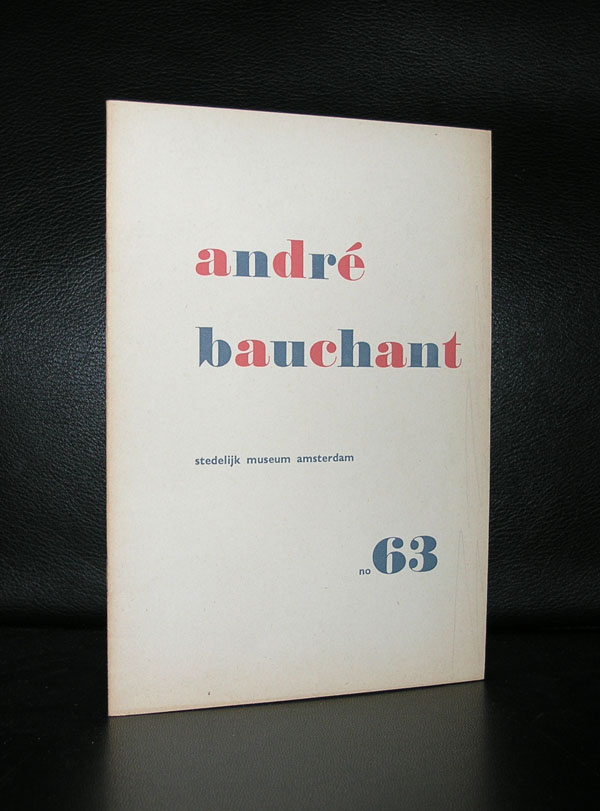 andré
bauchant
stedelijk museum amsterdam
no 63